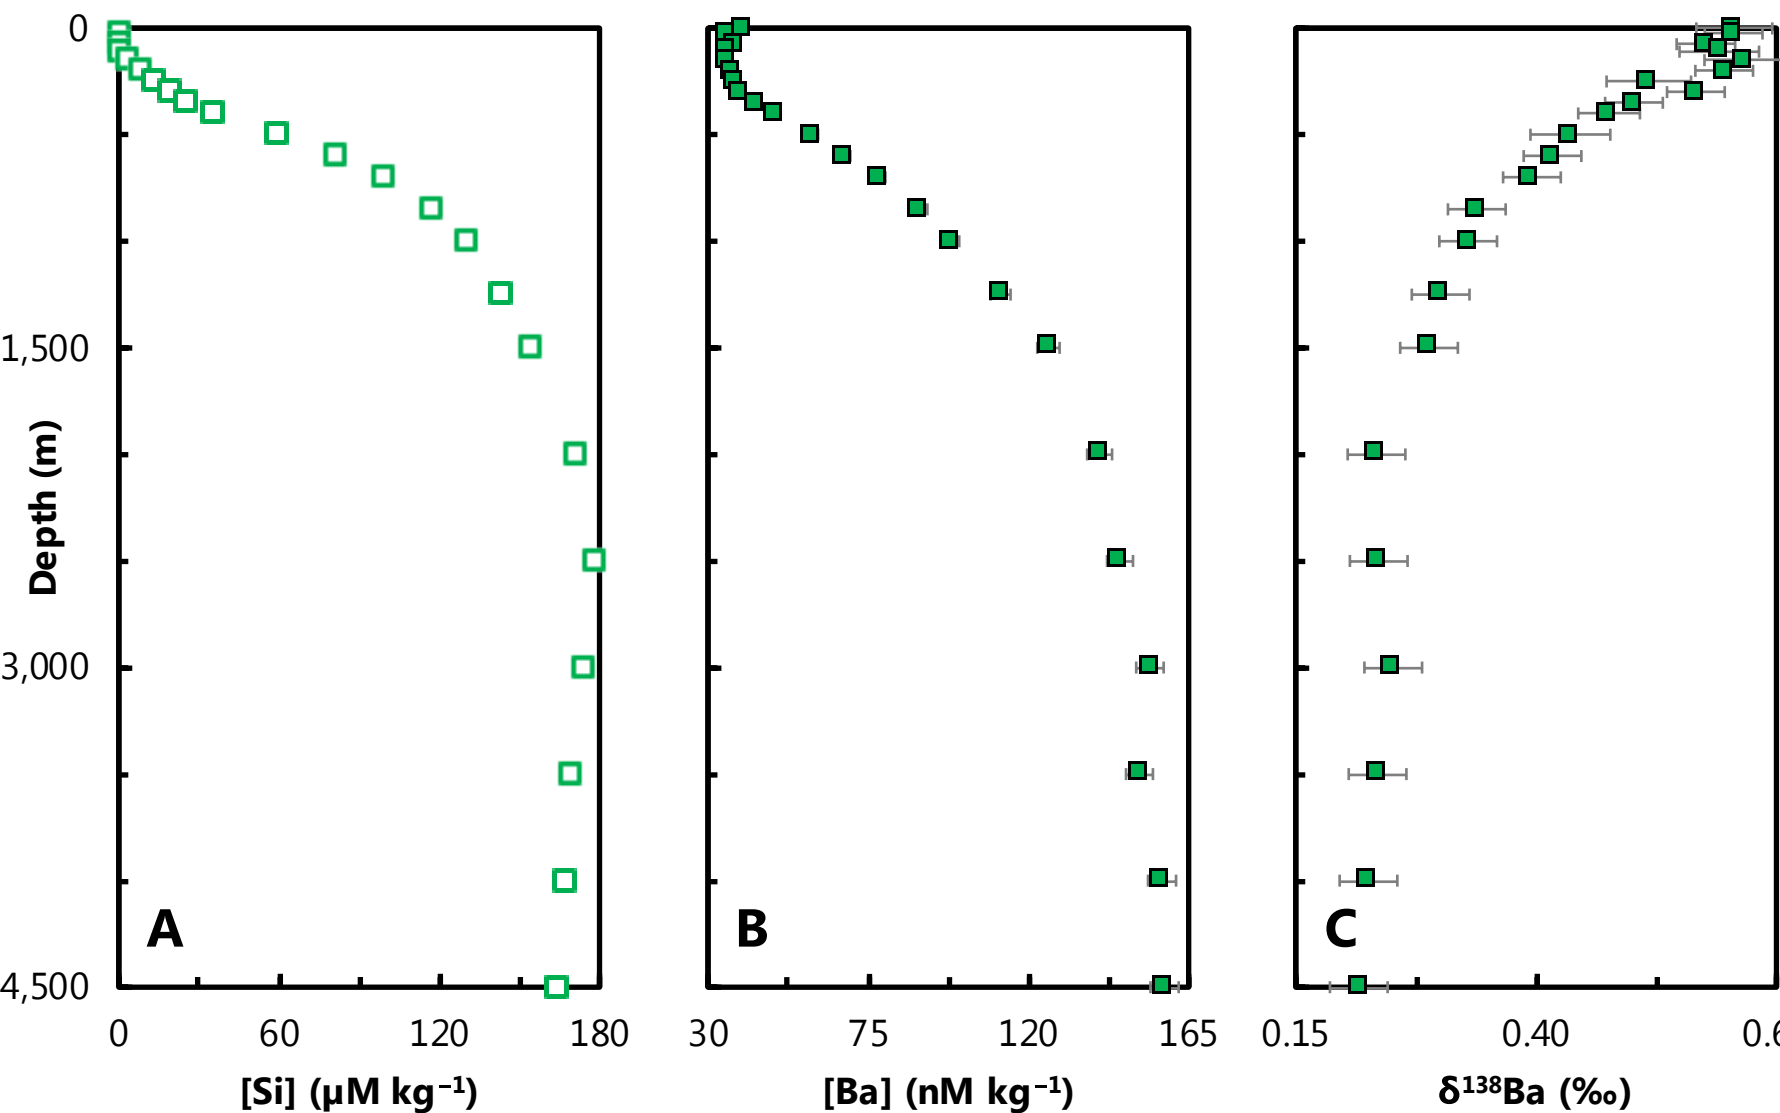 0
1,500
3,000
4,500
Depth (m)
A
B
C
0 60 120 180
30 75 120 165
0.15 0.40
[Si] (µM kg⁻¹)
[Ba] (nM kg⁻¹)
δ¹³⁸Ba (‰)